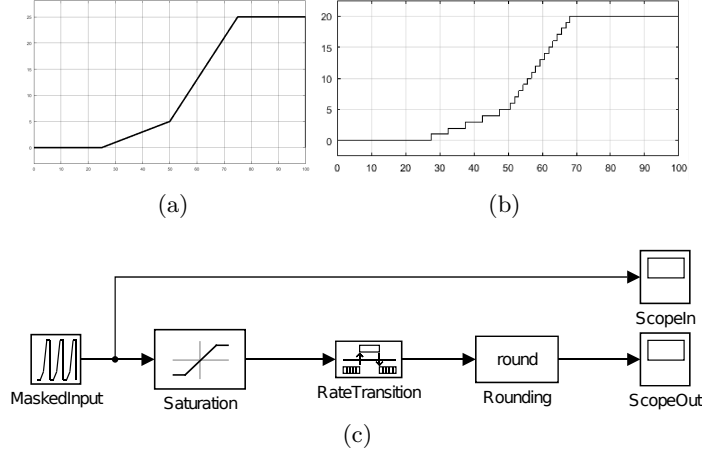 25
20
15
10
5
0
0 10 20 30 40 50 60 70 80 90 100
(a)
20
15
10
5
0
0 10 20 30 40 50 60 70 80 90 100
(b)
ScopeIn
round
MaskedInput
Saturation
RateTransition
Rounding
ScopeOut
(c)